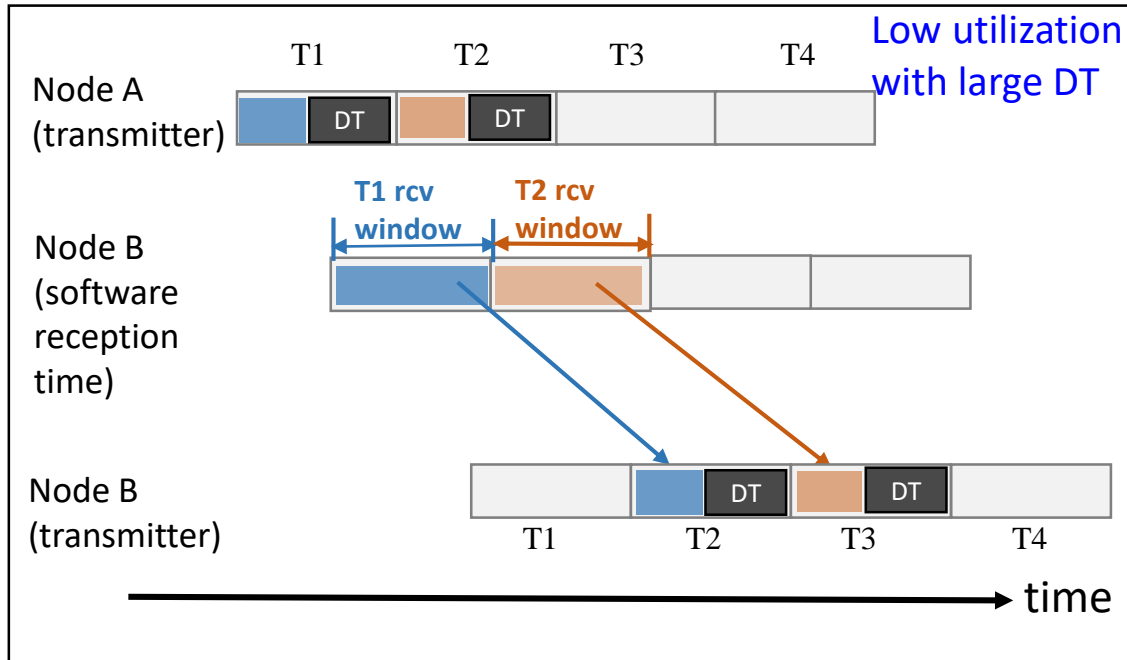 Low utilization
with large DT
T1 T2 T3 T4
Node A
(transmitter)
DT DT
T1 rcv
window
T2 rcv
window
Node B
(software
reception
time)
Node B
(transmitter)
DT DT
T1 T2 T3 T4
time